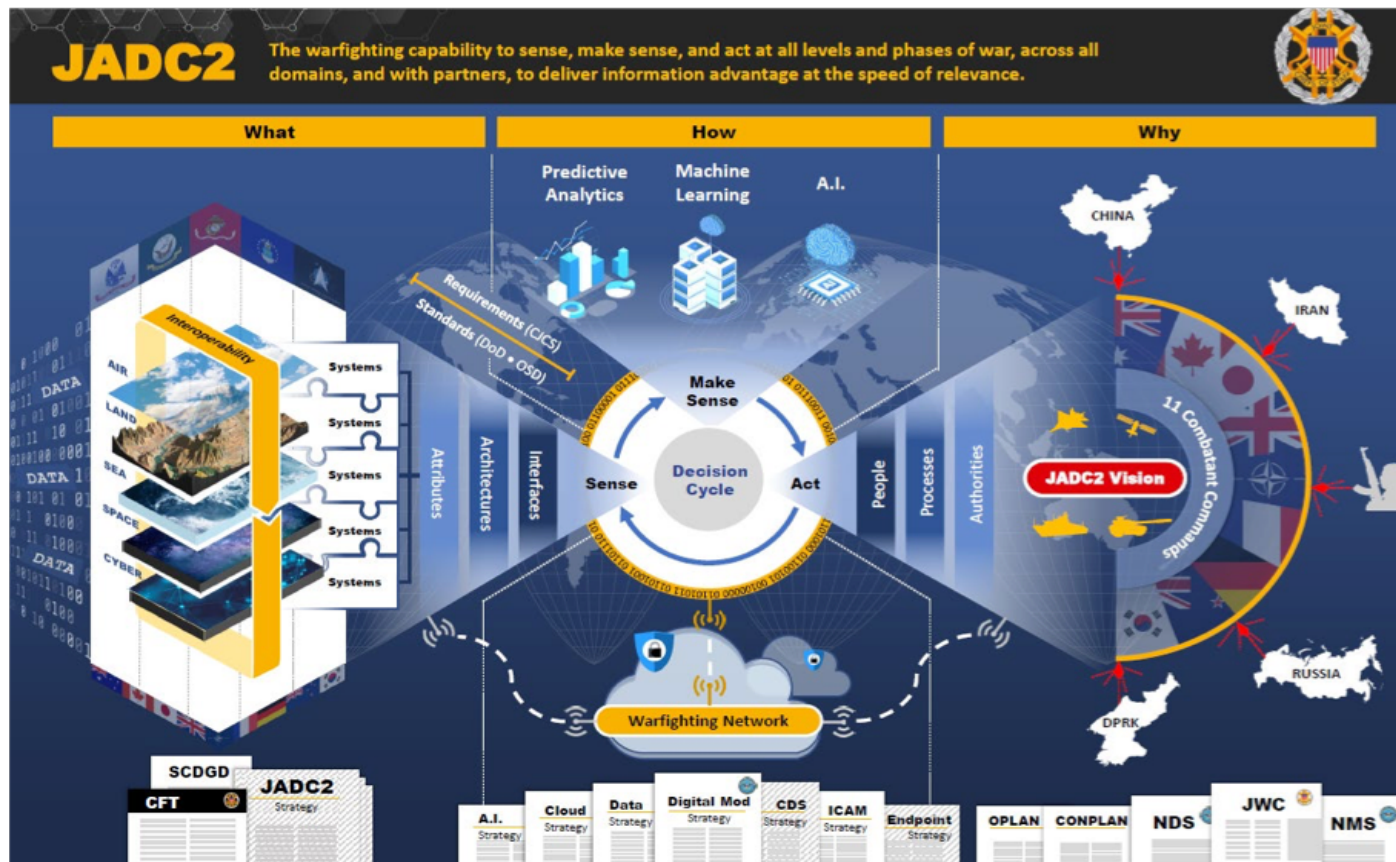 JADC2
The warfighting capability to sense, make sense, and act at all levels and phases of war, across all
domains, and with partners, to deliver information advantage at the speed of relevance.
What
How
Why
Interoperability
AIR
LAND
SEA
SPACE
CYBER
DATA
DATA
DATA
Systems
Systems
Systems
Systems
Systems
Attributes
Architectures
Interfaces
Requirements (CJCS)
Standards (DoD • OSD)
Predictive
Analytics
Machine
Learning
A.I.
AI
Make
Sense
Sense
Decision
Cycle
Act
People
Processes
Authorities
Warfighting Network
CHINA
IRAN
RUSSIA
DPRK
11 Combatant Commands
JADC2 Vision
SCDGD
CFT
JADC2
Strategy
A.I.
Strategy
Cloud
Strategy
Data
Strategy
Digital Mod
Strategy
CDS
Strategy
ICAM
Strategy
Endpoint
Strategy
OPLAN
CONPLAN
NDS
JWC
NMS